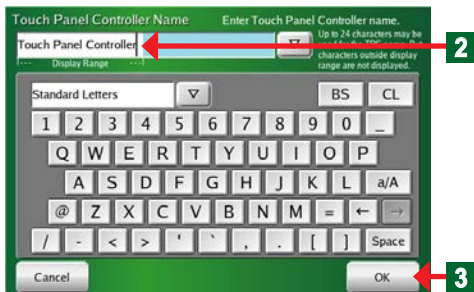 Touch Panel Controller Name Enter Touch Panel Controller name.
Touch Panel Controller ▽ Up to 24 characters may be
characters outside display
Display Range range are not displayed.
2
Standard Letters ▽ BS CL
1 2 3 4 5 6 7 8 9 0 _
Q W E R T Y U I O P
A S D F G H J K L a/A
@ Z X C V B N M = ← →
/ - < > ' ` , . [ ] Space
Cancel OK
3